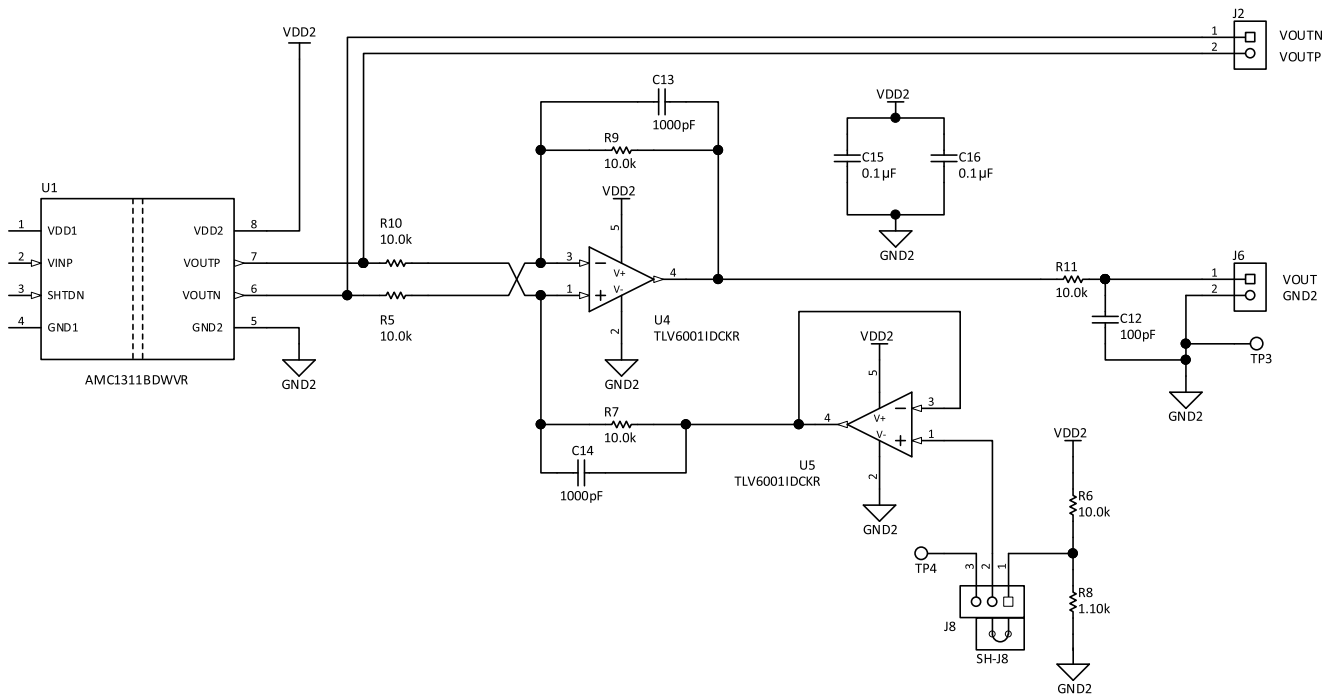 J2
1
VOUTN
2
VOUTP
VDD2
C13
1000pF
R9
10.0k
VDD2
C15
0.1µF
C16
0.1µF
GND2
U1
1
VDD1
2
VINP
3
SHTDN
4
GND1
VDD2
8
VOUTP
7
VOUTN
6
GND2
5
AMC1311BDWVR
GND2
R10
10.0k
R5
10.0k
VDD2
5
3
1
V+
V-
4
2
U4
TLV6001IDCKR
GND2
R11
10.0k
J6
1
VOUT
2
GND2
C12
100pF
TP3
GND2
R7
10.0k
C14
1000pF
VDD2
5
4
V+
V-
3
1
2
U5
TLV6001IDCKR
GND2
VDD2
R6
10.0k
R8
1.10k
GND2
TP4
3
2
1
J8
SH-J8